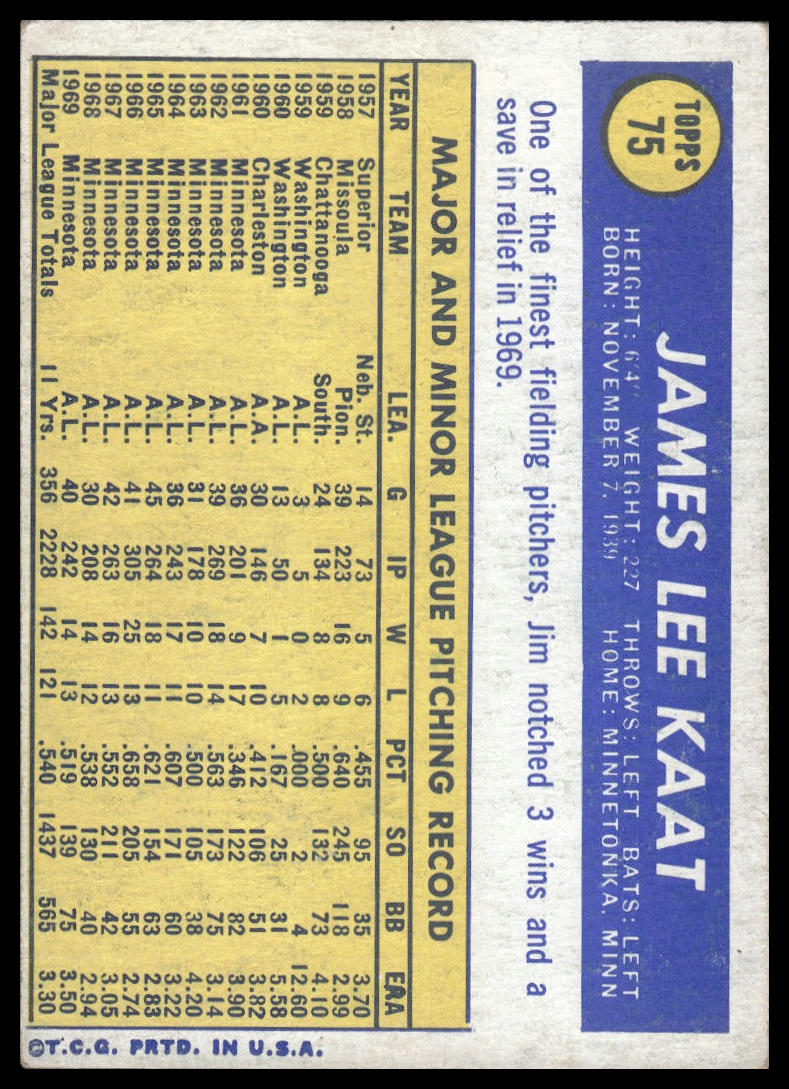 TOPPS
75
JAMES LEE KAAT
HEIGHT: 6'4" WEIGHT: 227 THROWS: LEFT BATS: LEFT
BORN: NOVEMBER 7, 1939 HOME: MINNETONKA, MINN
One of the finest fielding pitchers, Jim notched 3 wins and a
save in relief in 1969.
MAJOR AND MINOR LEAGUE PITCHING RECORD
YEAR TEAM LEA. G IP W L PCT SO BB ERA
1957 Superior Neb. St. 14 73 5 6 .455 95 35 3.70
1958 Missoula Pion. 39 223 16 9 .640 245 118 2.99
1959 Chattanooga South. 24 134 8 8 .500 132 73 4.10
1959 Washington A.L. 3 5 0 2 .000 2 4 12.60
1960 Washington A.L. 13 50 1 5 .167 25 31 5.58
1960 Charleston A.A. 30 146 7 10 .412 106 51 3.82
1961 Minnesota A.L. 36 201 9 17 .346 122 82 3.90
1962 Minnesota A.L. 39 269 18 14 .563 173 75 3.14
1963 Minnesota A.L. 31 178 10 10 .500 105 38 4.20
1964 Minnesota A.L. 36 243 17 11 .607 171 60 3.22
1965 Minnesota A.L. 45 264 18 11 .621 154 63 2.83
1966 Minnesota A.L. 41 305 25 13 .658 205 55 2.74
1967 Minnesota A.L. 42 263 16 13 .552 211 42 3.05
1968 Minnesota A.L. 30 208 14 12 .538 130 40 2.94
1969 Minnesota A.L. 40 242 14 13 .519 139 75 3.50
Major League Totals 11 Yrs. 356 2228 142 121 .540 1437 565 3.30
©T.C.G. PRTD. IN U.S.A.